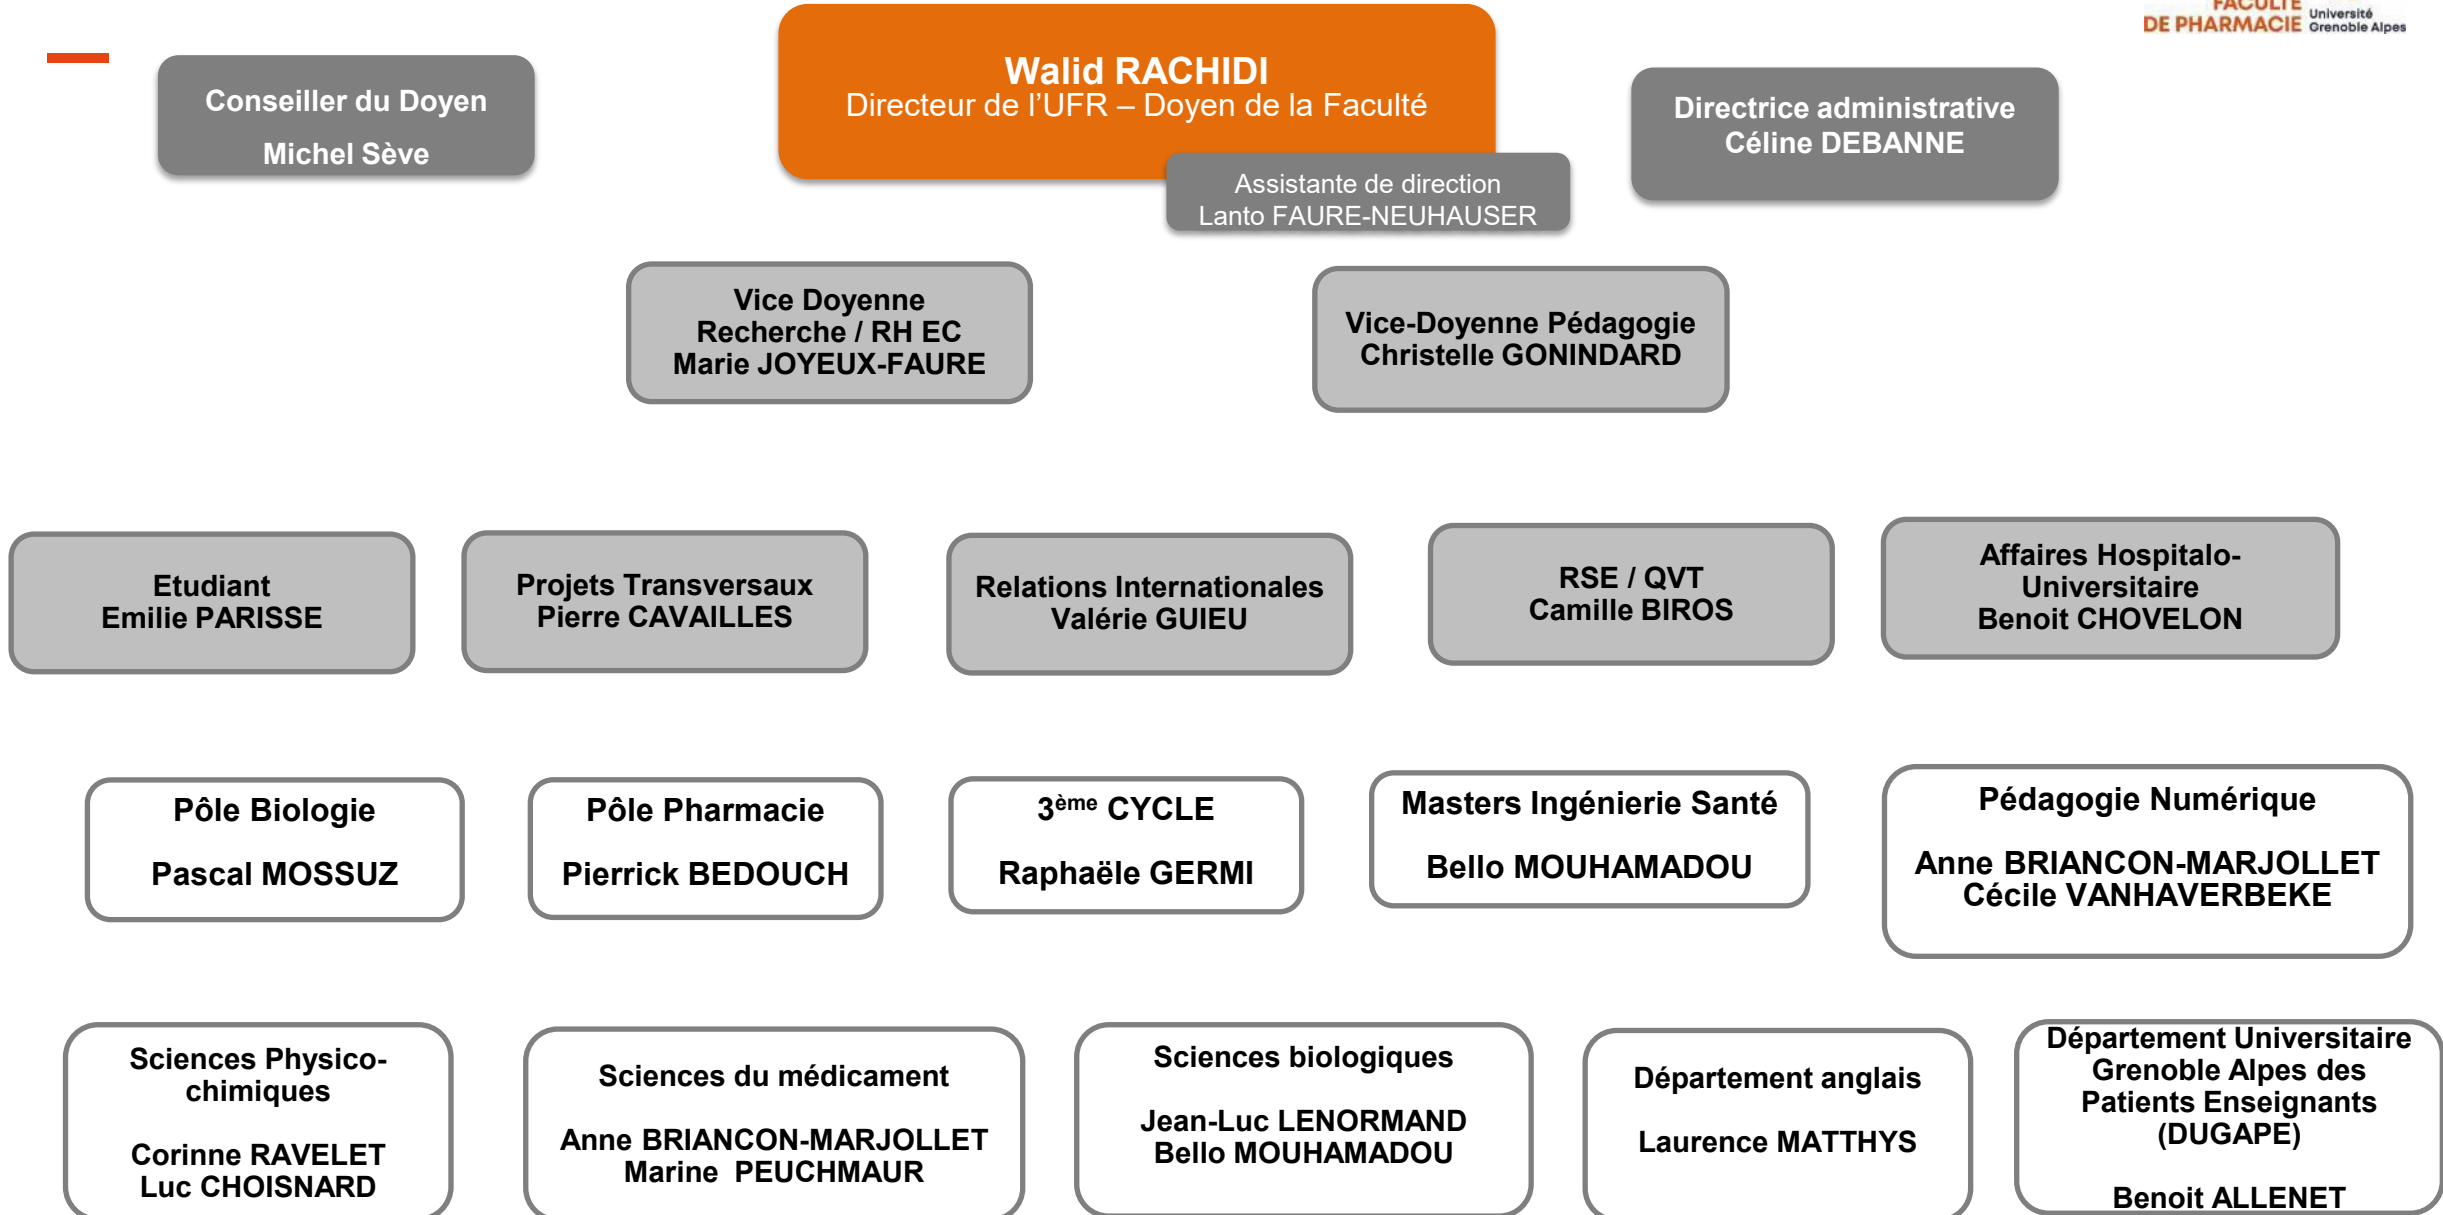 FACULTÉ
DE PHARMACIE
Université
Grenoble Alpes
Conseiller du Doyen
Michel Sève
Walid RACHIDI
Directeur de l'UFR – Doyen de la Faculté
Assistante de direction
Lanto FAURE-NEUHAUSER
Directrice administrative
Céline DEBANNE
Vice Doyenne
Recherche / RH EC
Marie JOYEUX-FAURE
Vice-Doyenne Pédagogie
Christelle GONINDARD
Etudiant
Emilie PARISSE
Projets Transversaux
Pierre CAVAILLES
Relations Internationales
Valérie GUIEU
RSE / QVT
Camille BIROS
Affaires Hospitalo-
Universitaire
Benoit CHOVELON
Pôle Biologie
Pascal MOSSUZ
Pôle Pharmacie
Pierrick BEDOUCH
3ème CYCLE
Raphaële GERMI
Masters Ingénierie Santé
Bello MOUHAMADOU
Pédagogie Numérique
Anne BRIANCON-MARJOLLET
Cécile VANHAVERBEKE
Sciences Physico-
chimiques
Corinne RAVELET
Luc CHOISNARD
Sciences du médicament
Anne BRIANCON-MARJOLLET
Marine PEUCHMAUR
Sciences biologiques
Jean-Luc LENORMAND
Bello MOUHAMADOU
Département anglais
Laurence MATTHYS
Département Universitaire
Grenoble Alpes des
Patients Enseignants
(DUGAPE)
Benoit ALLENET